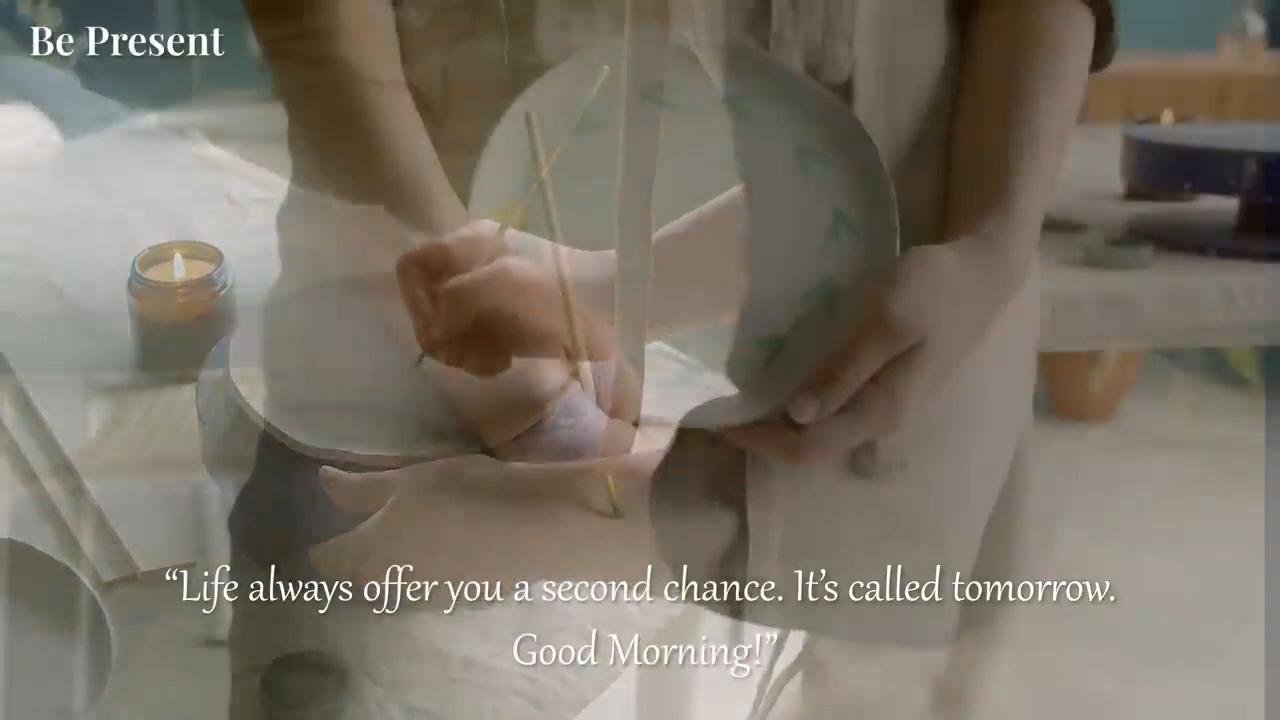 Be Present
“Life always offer you a second chance. It’s called tomorrow.
Good Morning!”